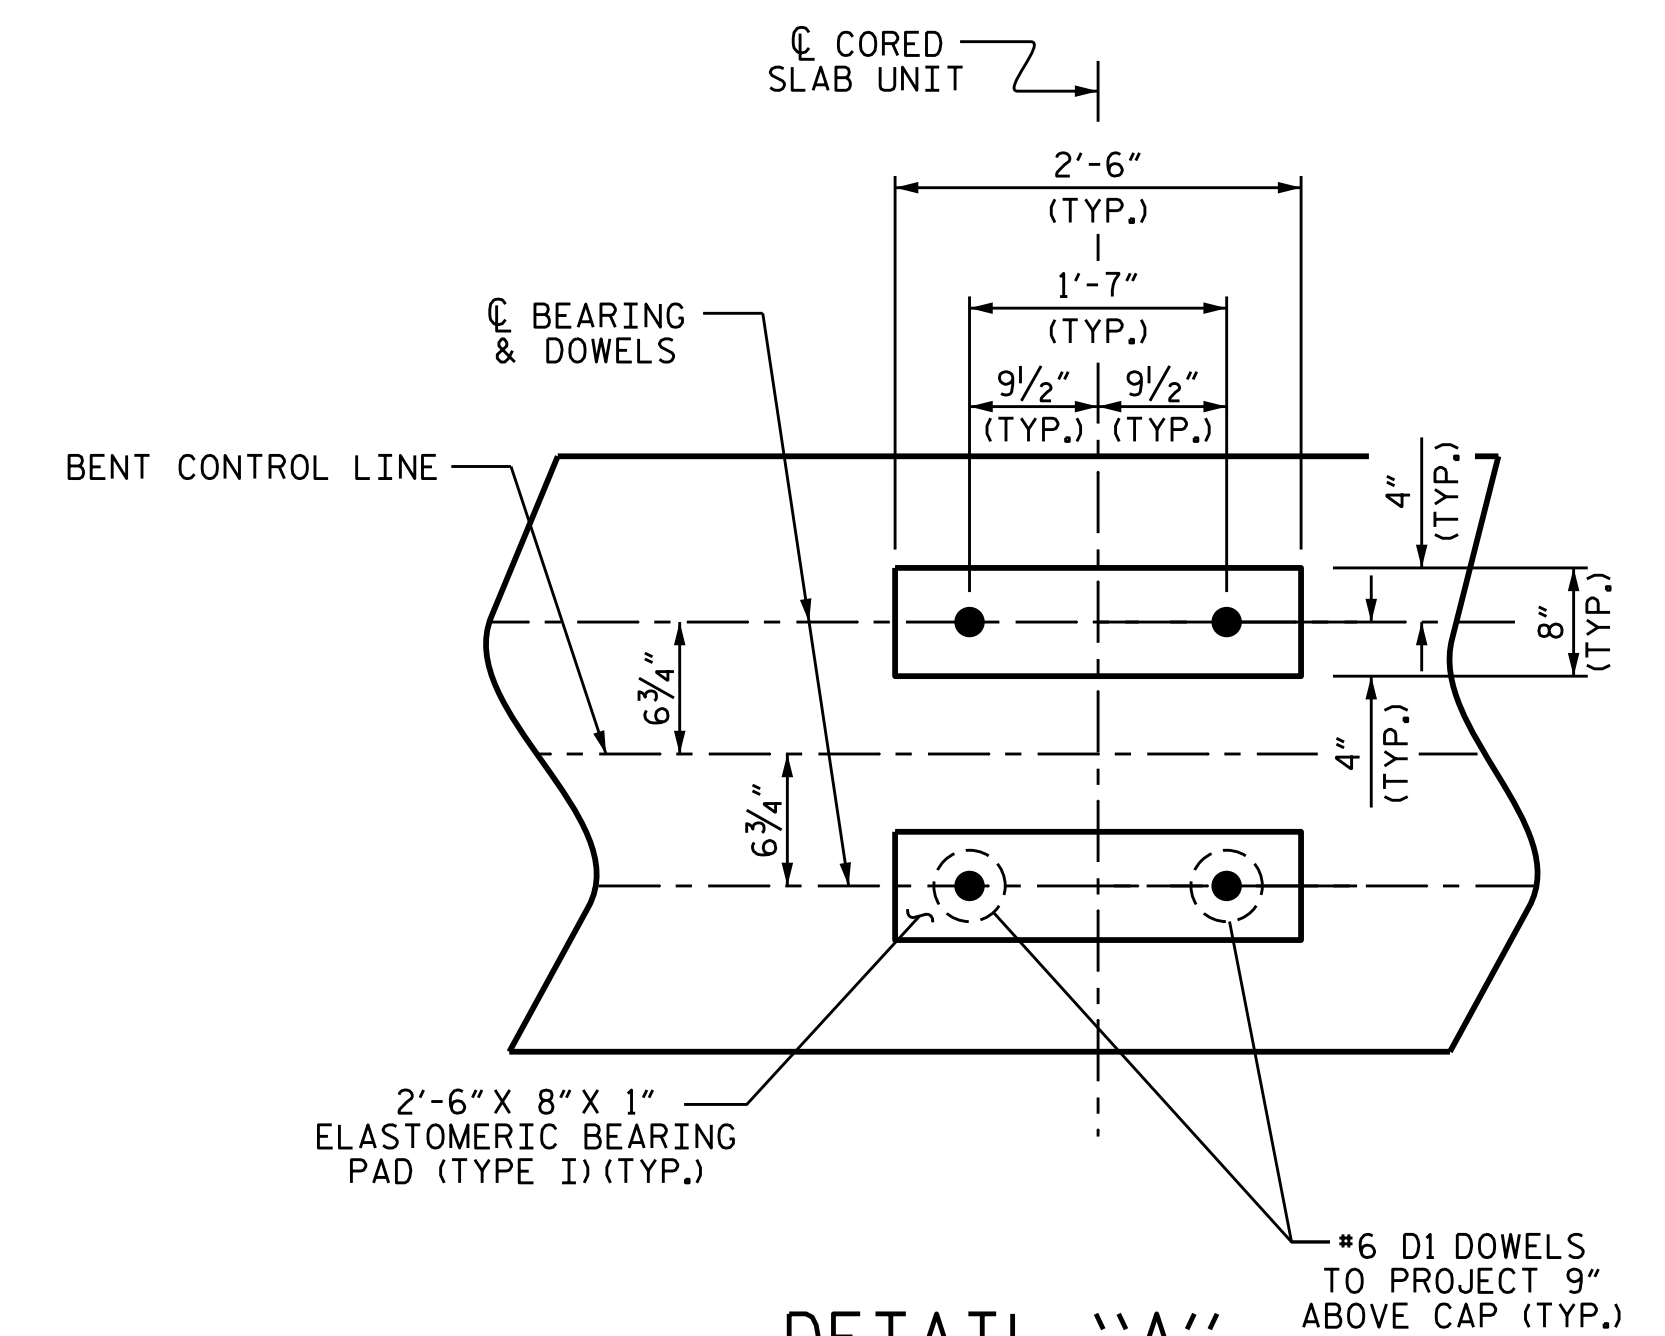 ℄ CORED
SLAB UNIT
2'-6"
(TYP.)
1'-7"
(TYP.)
℄ BEARING
& DOWELS
9½" 9½"
(TYP.) (TYP.)
BENT CONTROL LINE
4"
(TYP.)
8"
(TYP.)
6¾"
4"
(TYP.)
6¾"
2'-6" X 8" X 1"
ELASTOMERIC BEARING
PAD (TYPE I)(TYP.)
#6 D1 DOWELS
TO PROJECT 9"
ABOVE CAP (TYP.)
DETAIL "A"